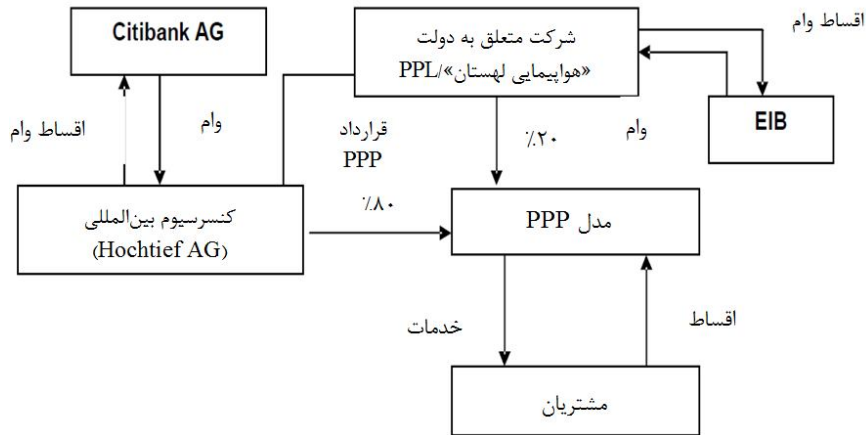 Citibank AG
شرکت متعلق به دولت
«هواپیمایی لهستان»/PPL
اقساط وام
EIB
اقساط وام
وام
قرارداد
PPP
٪۲۰
وام
٪۸۰
کنسرسیوم بین‌المللی
(Hochtief AG)
مدل PPP
خدمات
اقساط
مشتریان